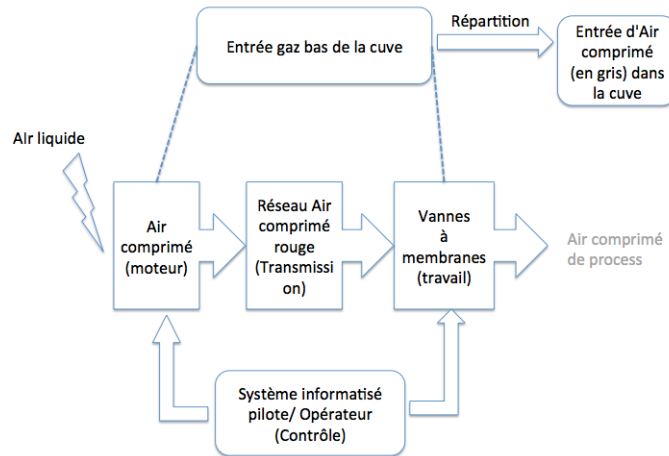 Répartition
Entrée gaz bas de la cuve
Entrée d'Air
comprimé
(en gris) dans
la cuve
AIr liquide
Air
comprimé
(moteur)
Réseau Air
comprimé
rouge
(Transmissi
on)
Vannes
à
membranes
(travail)
Air comprimé
de process
Système informatisé
pilote/ Opérateur
(Contrôle)